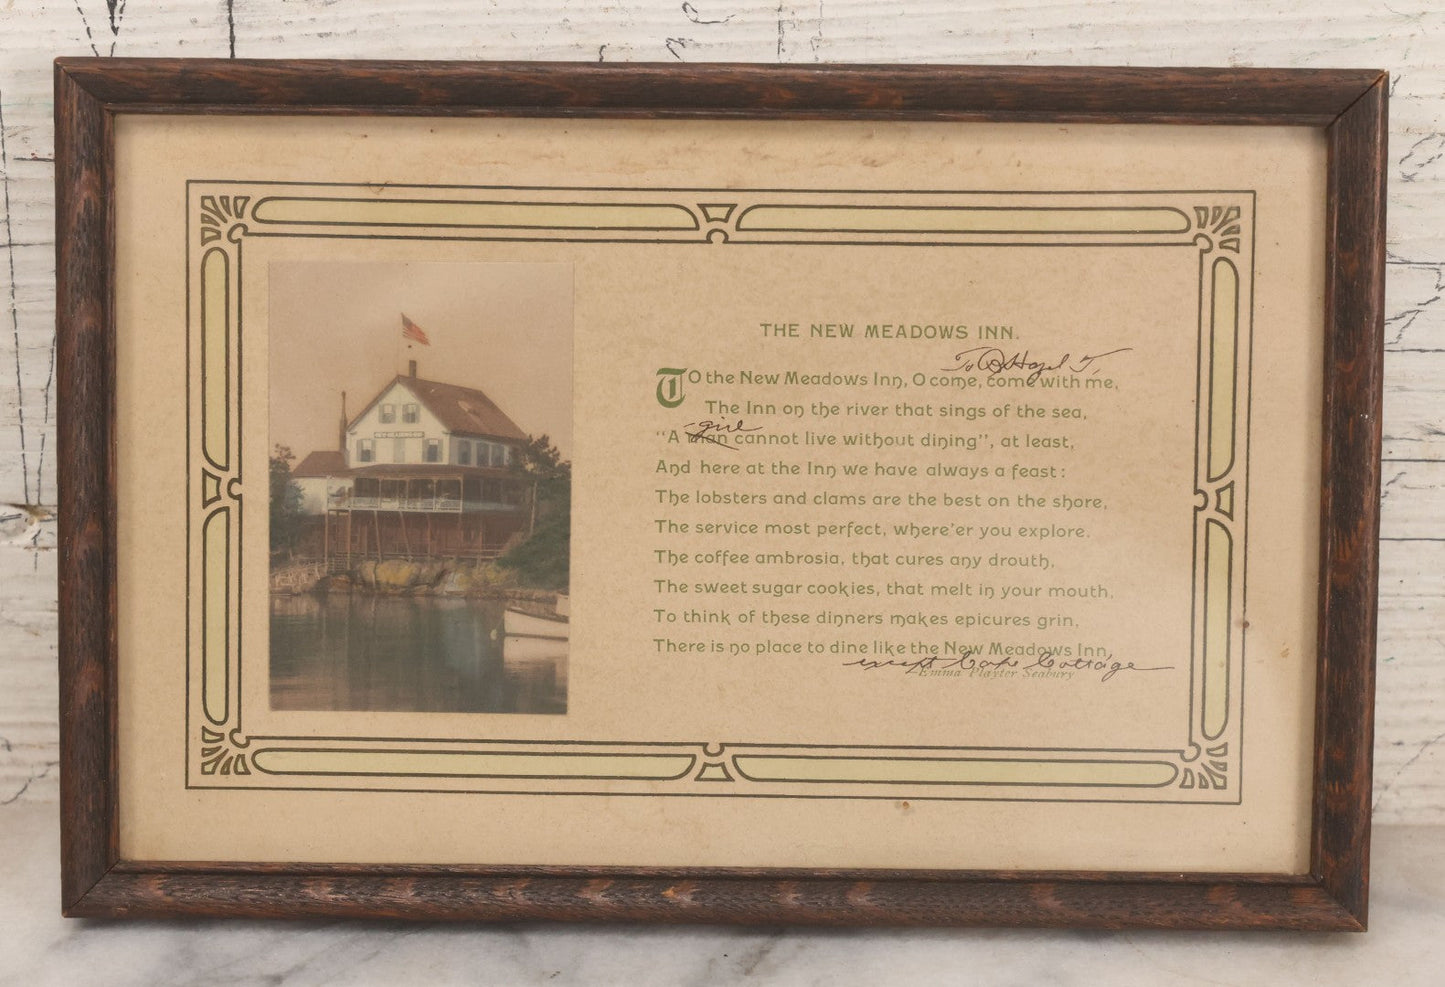 THE NEW MEADOWS INN.
To Hazel T.
TO the New Meadows Inn, O come, come with me,
The Inn on the river that sings of the sea,
girl
"A man cannot live without dining", at least,
And here at the Inn we have always a feast:
The lobsters and clams are the best on the shore,
The service most perfect, where'er you explore.
The coffee ambrosia, that cures any drouth,
The sweet sugar cookies, that melt in your mouth,
To think of these dinners makes epicures grin,
There is no place to dine like the New Meadows Inn,
except Cape Cottage
Emma Playter Seabury